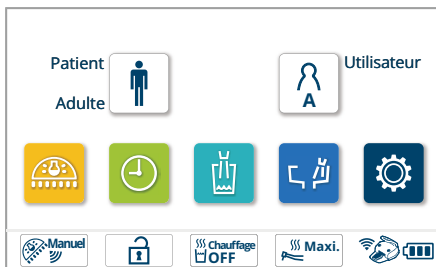 Patient
Utilisateur
Adulte
A
Manuel
Chauffage
OFF
Maxi.